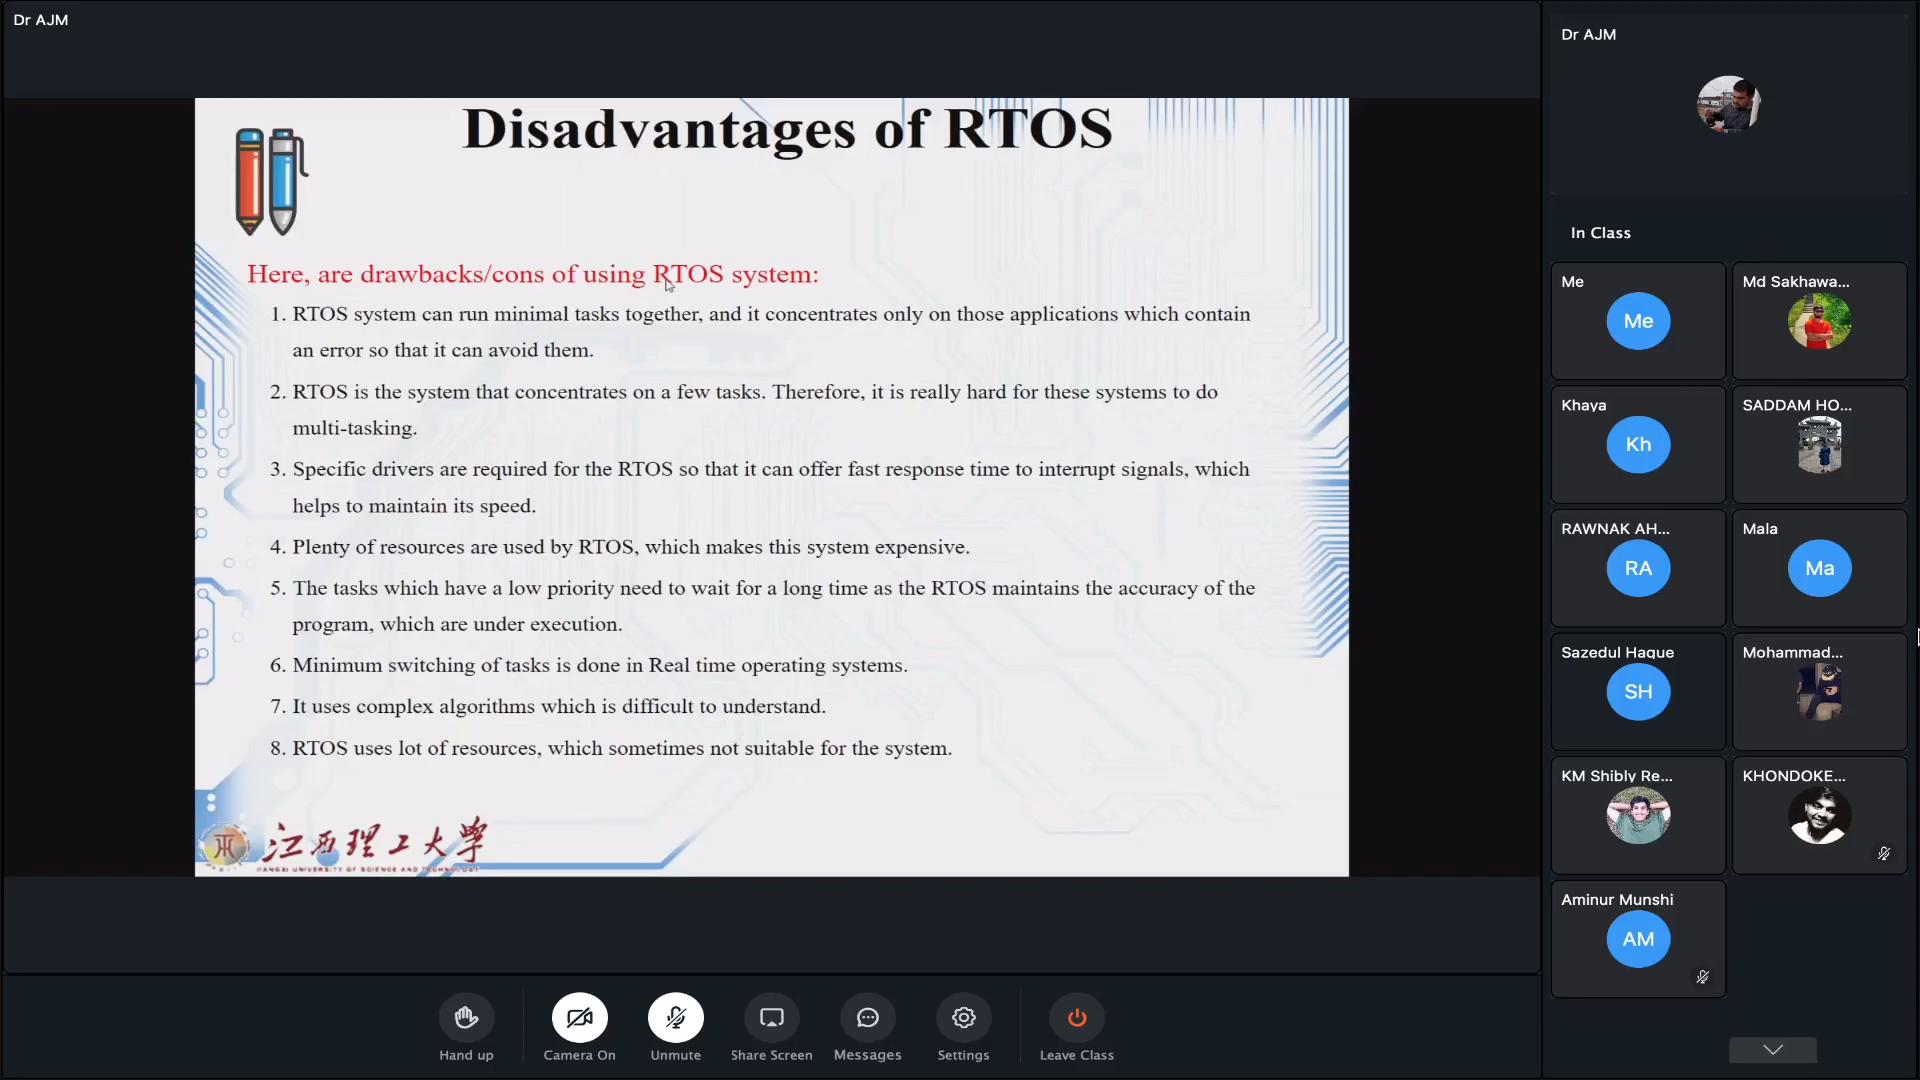 Dr AJM
Disadvantages of RTOS
Here, are drawbacks/cons of using RTOS system:
1. RTOS system can run minimal tasks together, and it concentrates only on those applications which contain
an error so that it can avoid them.
2. RTOS is the system that concentrates on a few tasks. Therefore, it is really hard for these systems to do
multi-tasking.
3. Specific drivers are required for the RTOS so that it can offer fast response time to interrupt signals, which
helps to maintain its speed.
4. Plenty of resources are used by RTOS, which makes this system expensive.
5. The tasks which have a low priority need to wait for a long time as the RTOS maintains the accuracy of the
program, which are under execution.
6. Minimum switching of tasks is done in Real time operating systems.
7. It uses complex algorithms which is difficult to understand.
8. RTOS uses lot of resources, which sometimes not suitable for the system.
江西理工大学
UNIVERSITY OF SCIENCE AND TECHNOLOGY
Hand up
Camera On
Unmute
Share Screen
Messages
Settings
Leave Class
Dr AJM
In Class
Me
Me
Md Sakhawa...
Khaya
Kh
SADDAM HO...
RAWNAK AH...
RA
Mala
Ma
Sazedul Haque
SH
Mohammad...
KM Shibly Re...
KHONDOKE...
Aminur Munshi
AM